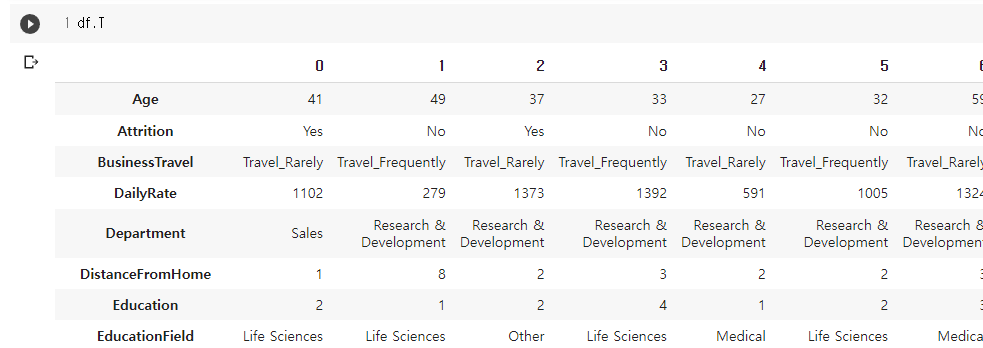 1 df.T
0 1 2 3 4 5 6
Age 41 49 37 33 27 32 59
Attrition Yes No Yes No No No No
BusinessTravel Travel_Rarely Travel_Frequently Travel_Rarely Travel_Frequently Travel_Rarely Travel_Frequently Travel_Rarely
DailyRate 1102 279 1373 1392 591 1005 1324
Department Sales Research & Research & Research & Research & Research & Research &
Development Development Development Development Development Development
DistanceFromHome 1 8 2 3 2 2 3
Education 2 1 2 4 1 2 3
EducationField Life Sciences Life Sciences Other Life Sciences Medical Life Sciences Medical